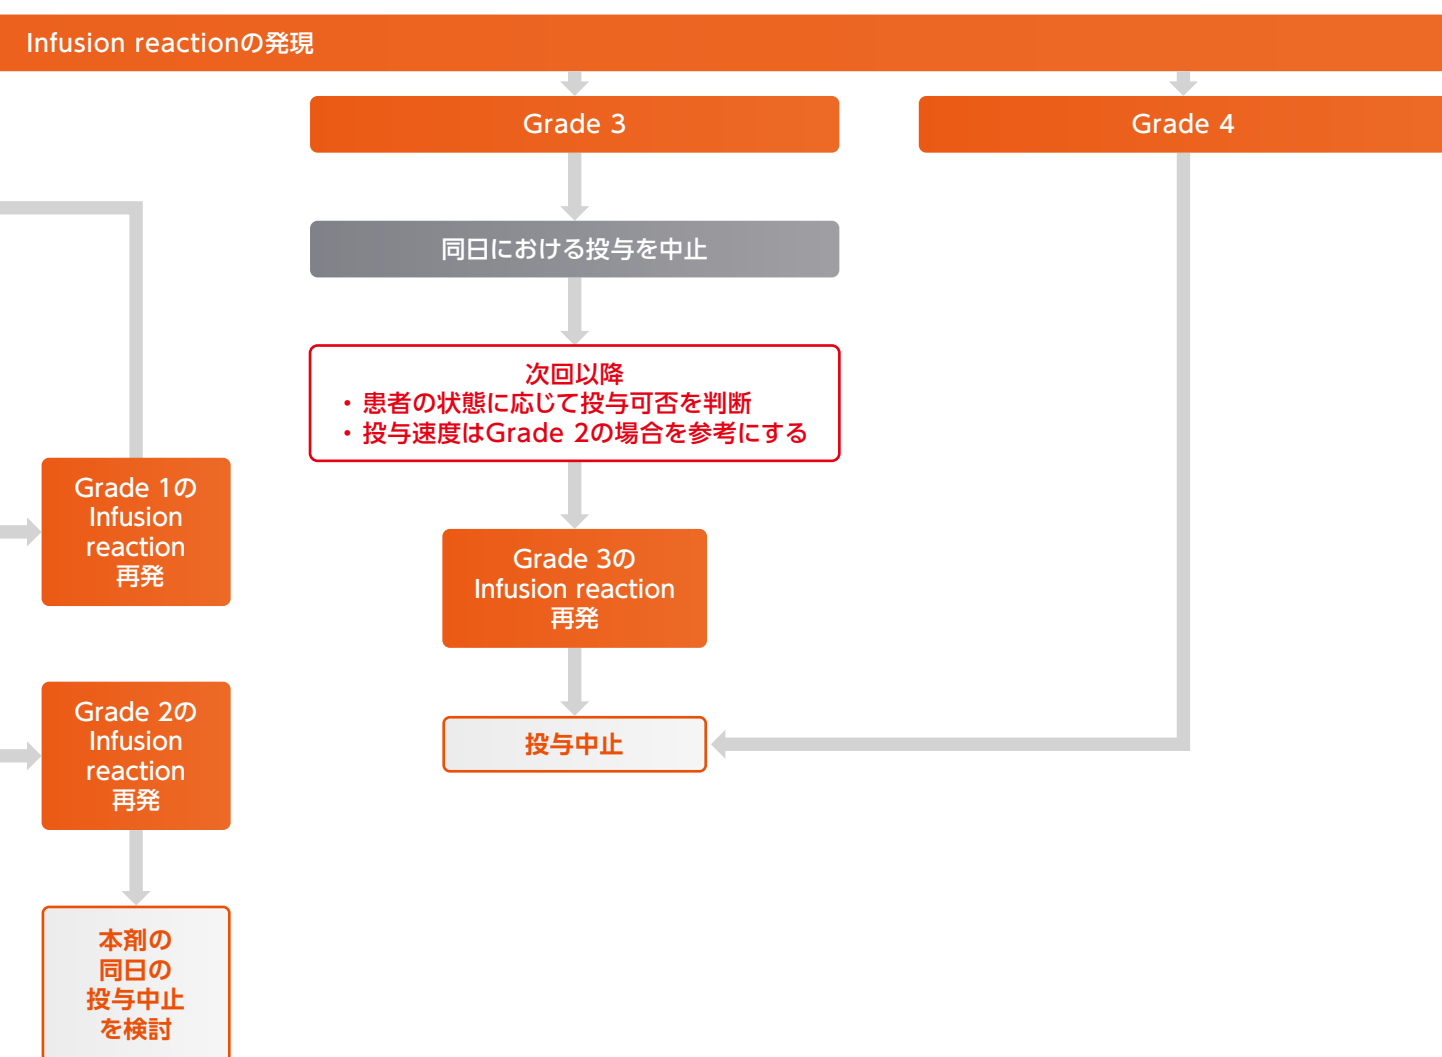 Infusion reactionの発現
Grade 3
Grade 4
同日における投与を中止
次回以降
・患者の状態に応じて投与可否を判断
・投与速度はGrade 2の場合を参考にする
Grade 1の
Infusion
reaction
再発
Grade 3の
Infusion reaction
再発
Grade 2の
Infusion
reaction
再発
投与中止
本剤の
同日の
投与中止
を検討